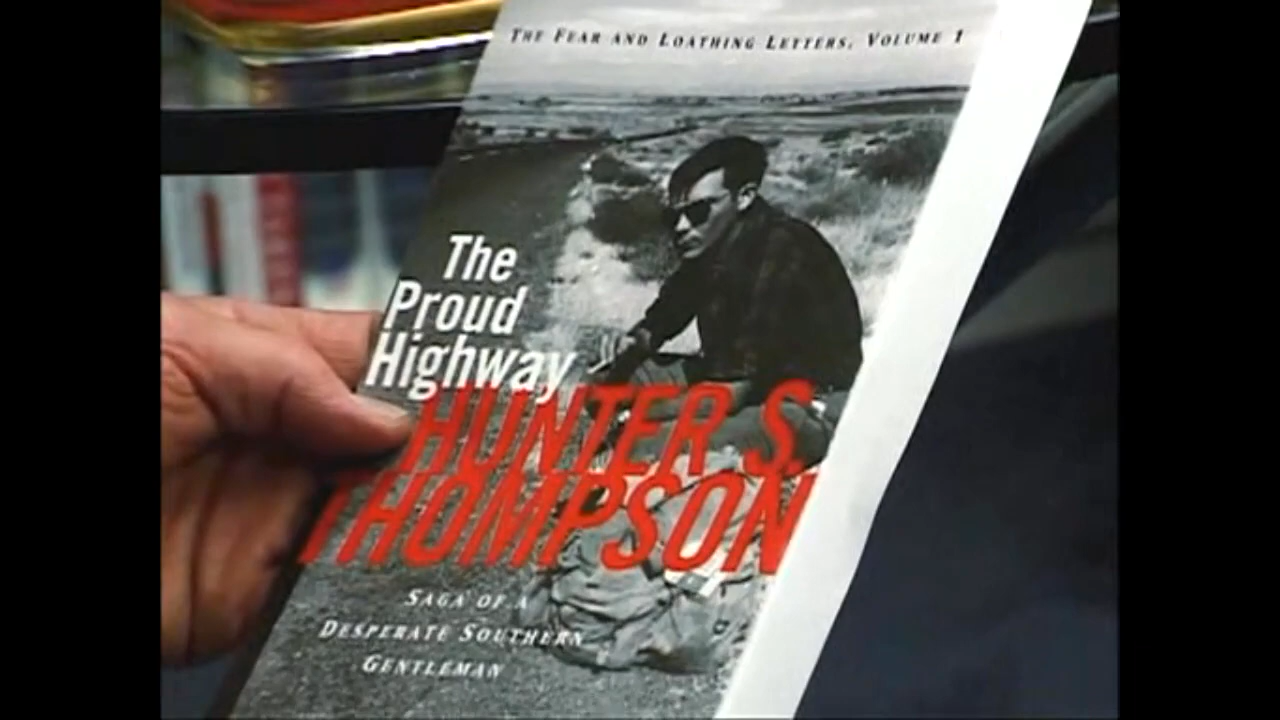 THE FEAR AND LOATHING LETTERS, VOLUME 1
The
Proud
Highway
HUNTER S.
THOMPSON
SAGA OF A
DESPERATE SOUTHERN
GENTLEMAN